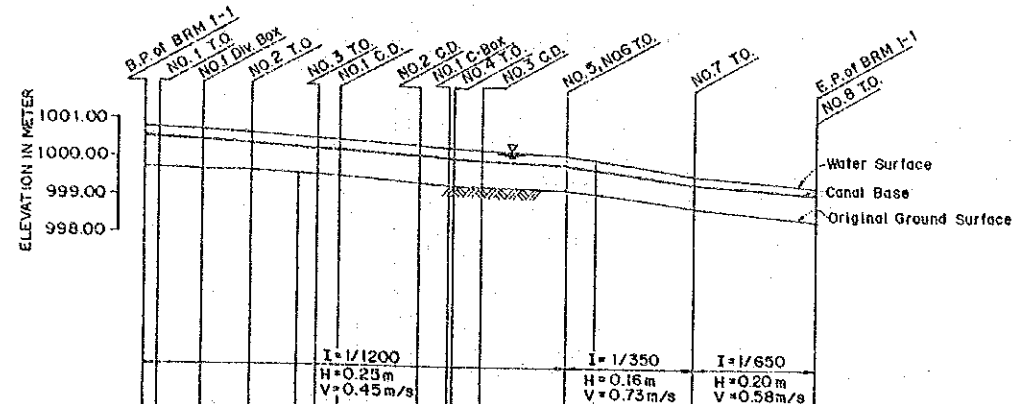 B.P. of BRM 1-1
NO.1 T.O.
NO.1 Div. Box
NO.2 T.O
NO.3 T.O.
NO.1 C.D.
NO.2 C.D.
NO.1 C-Box
NO.4 T.O.
NO.3 C.D.
NO.5, NO6 T.O.
NO.7 T.O.
E.P. of BRM 1-1
NO.8 T.O.
ELEVATION IN METER
1001.00
1000.00
999.00
998.00
Water Surface
Canal Base
Original Ground Surface
I=1/1200
H=0.25m
V=0.45m/s
I=1/350
H=0.16m
V=0.73m/s
I=1/650
H=0.20m
V=0.58m/s